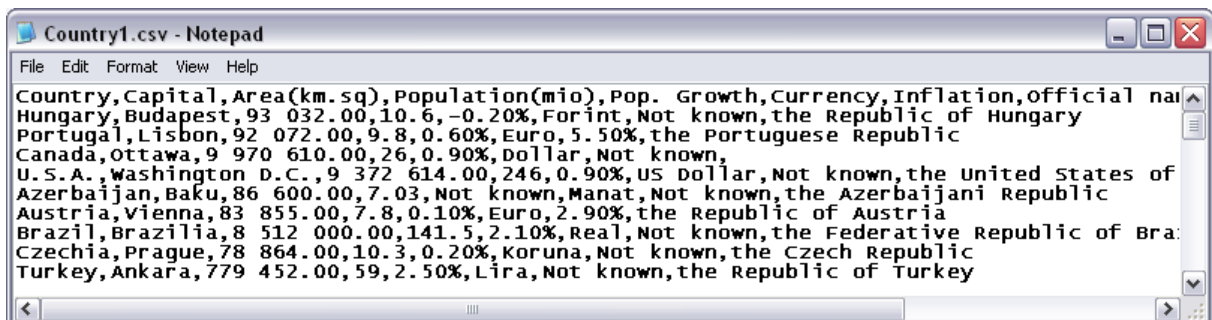 Country1.csv - Notepad
File Edit Format View Help
Country,Capital,Area(km.sq),Population(mio),Pop. Growth,Currency,Inflation,Official
Hungary,Budapest,93 032.00,10.6,-0.20%,Forint,Not known,the Republic of Hungary
Portugal,Lisbon,92 072.00,9.8,0.60%,Euro,5.50%,the Portuguese Republic
Canada,Ottawa,9 970 610.00,26,0.90%,Dollar,Not known,
U.S.A.,Washington D.C.,9 372 614.00,246,0.90%,US Dollar,Not known,the United States of
Azerbaijan,Baku,86 600.00,7.03,Not known,Manat,Not known,the Azerbaijani Republic
Austria,Vienna,83 855.00,7.8,0.10%,Euro,2.90%,the Republic of Austria
Brazil,Brazilia,8 512 000.00,141.5,2.10%,Real,Not known,the Federative Republic of
Czechia,Prague,78 864.00,10.3,0.20%,Koruna,Not known,the Czech Republic
Turkey,Ankara,779 452.00,59,2.50%,Lira,Not known,the Republic of Turkey